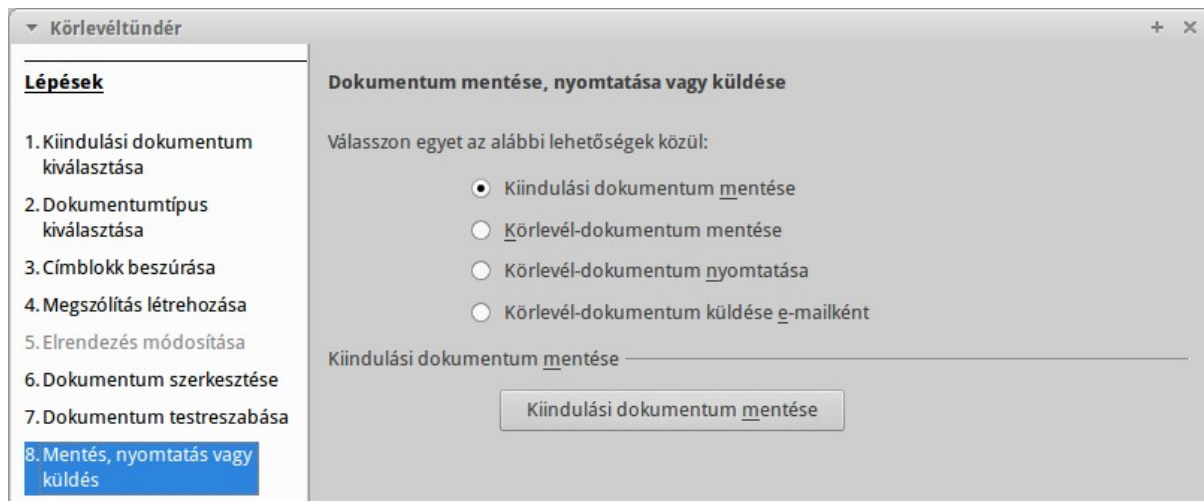 Körlevéltündér
Lépések
1. Kiindulási dokumentum
kiválasztása
2. Dokumentumtípus
kiválasztása
3. Címblokk beszúrása
4. Megszólítás létrehozása
5. Elrendezés módosítása
6. Dokumentum szerkesztése
7. Dokumentum testreszabása
8. Mentés, nyomtatás vagy
küldés
Dokumentum mentése, nyomtatása vagy küldése
Válasszon egyet az alábbi lehetőségek közül:
Kiindulási dokumentum mentése
Körlevél-dokumentum mentése
Körlevél-dokumentum nyomtatása
Körlevél-dokumentum küldése e-mailként
Kiindulási dokumentum mentése
Kiindulási dokumentum mentése